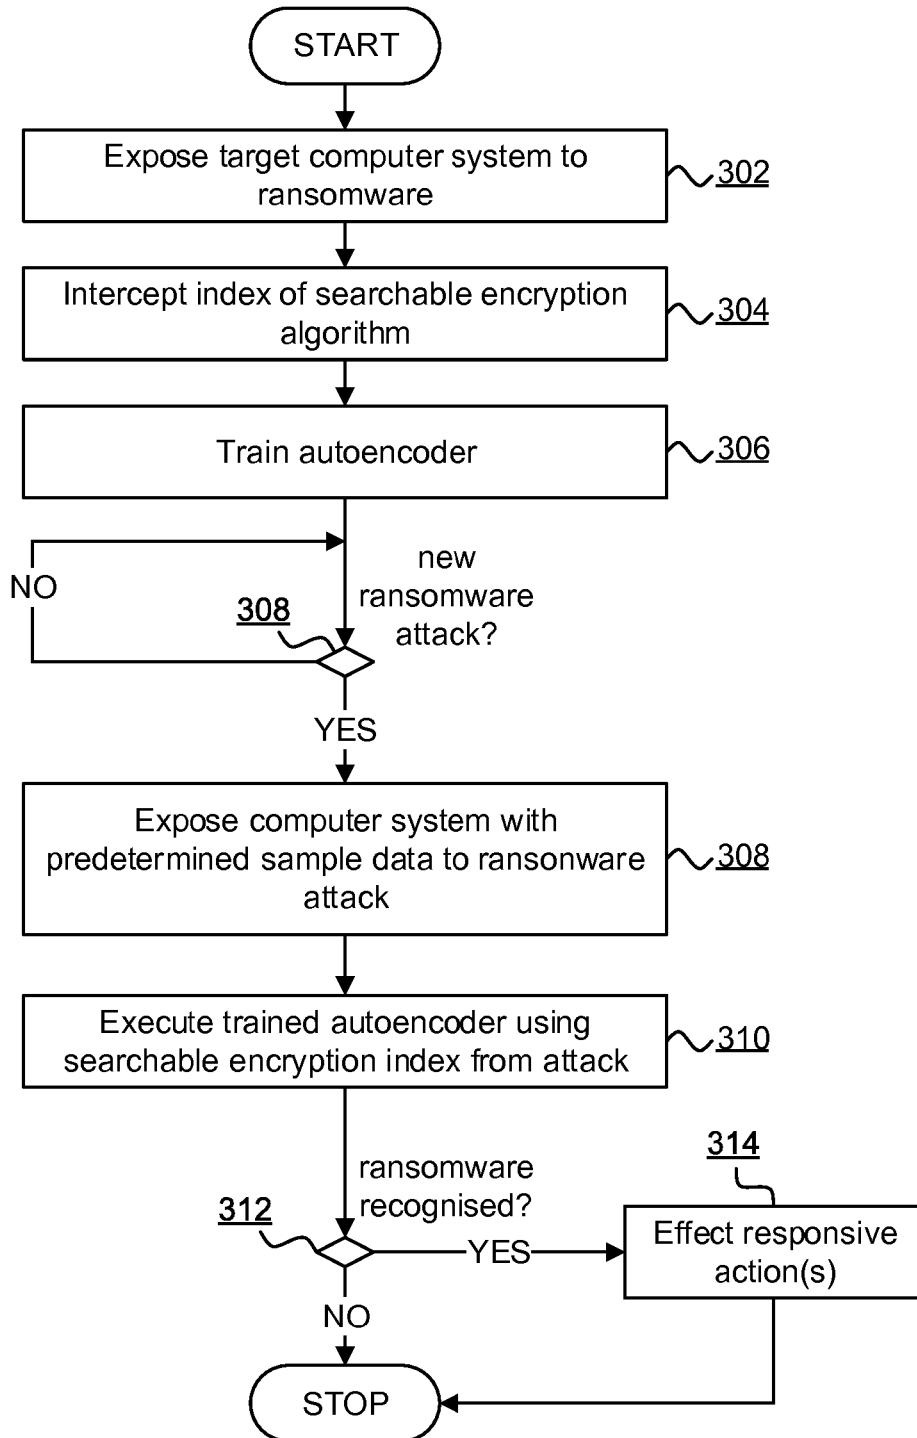 START
Expose target computer system to
ransomware
302
Intercept index of searchable encryption
algorithm
304
Train autoencoder
306
new
ransomware
attack?
NO
308
YES
Expose computer system with
predetermined sample data to ransonware
attack
308
Execute trained autoencoder using
searchable encryption index from attack
310
ransomware
recognised?
312
YES
314
Effect responsive
action(s)
NO
STOP